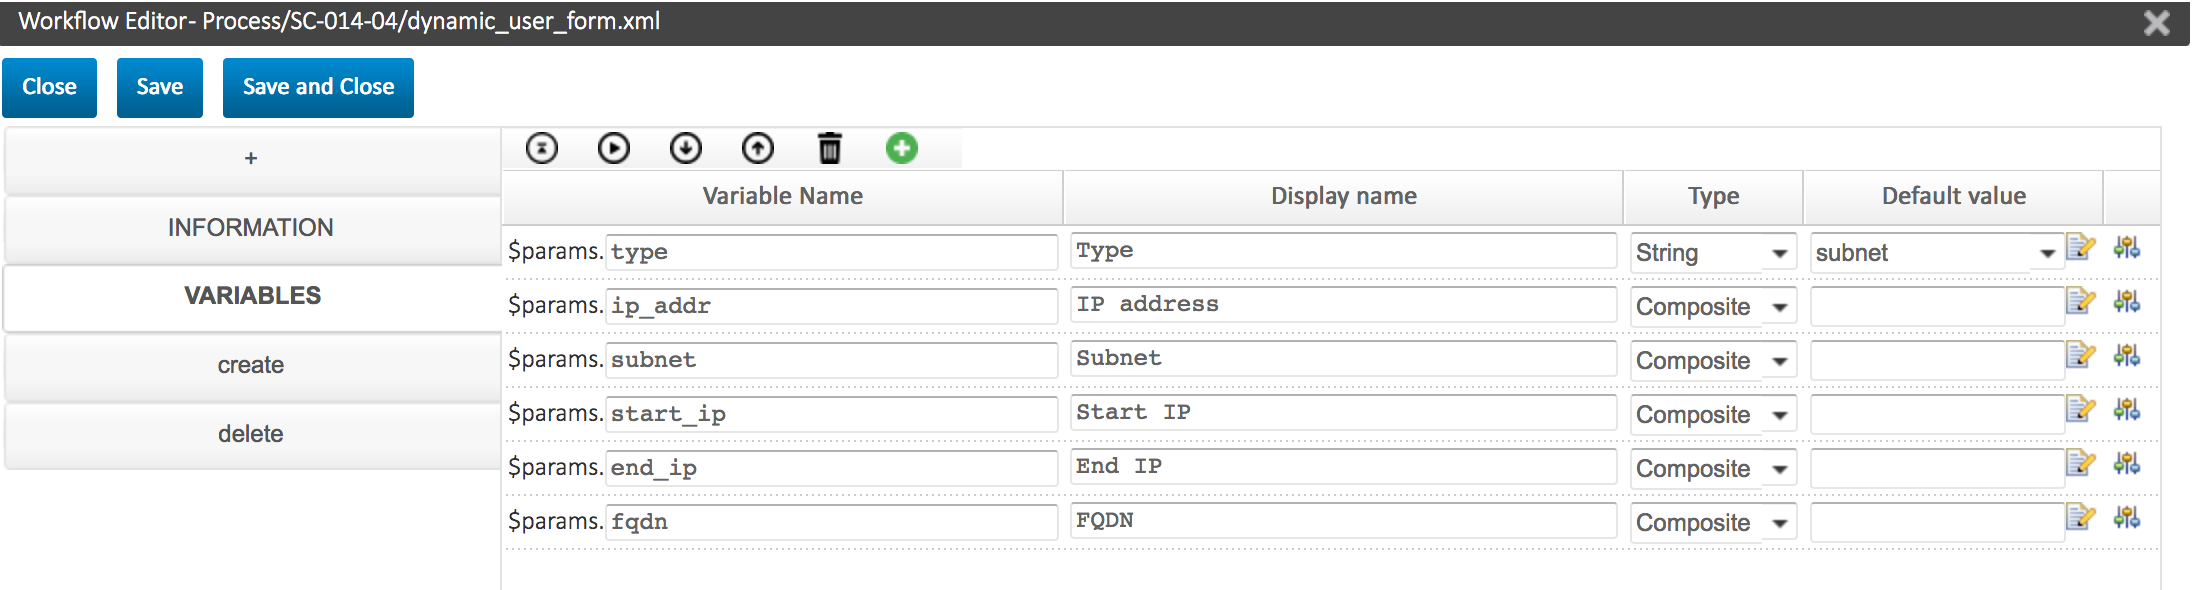 Workflow Editor- Process/SC-014-04/dynamic_user_form.xml
Close Save Save and Close
+
INFORMATION
VARIABLES
create
delete
Variable Name Display name Type Default value
$params. type Type String subnet
$params. ip_addr IP address Composite
$params. subnet Subnet Composite
$params. start_ip Start IP Composite
$params. end_ip End IP Composite
$params. fqdn FQDN Composite